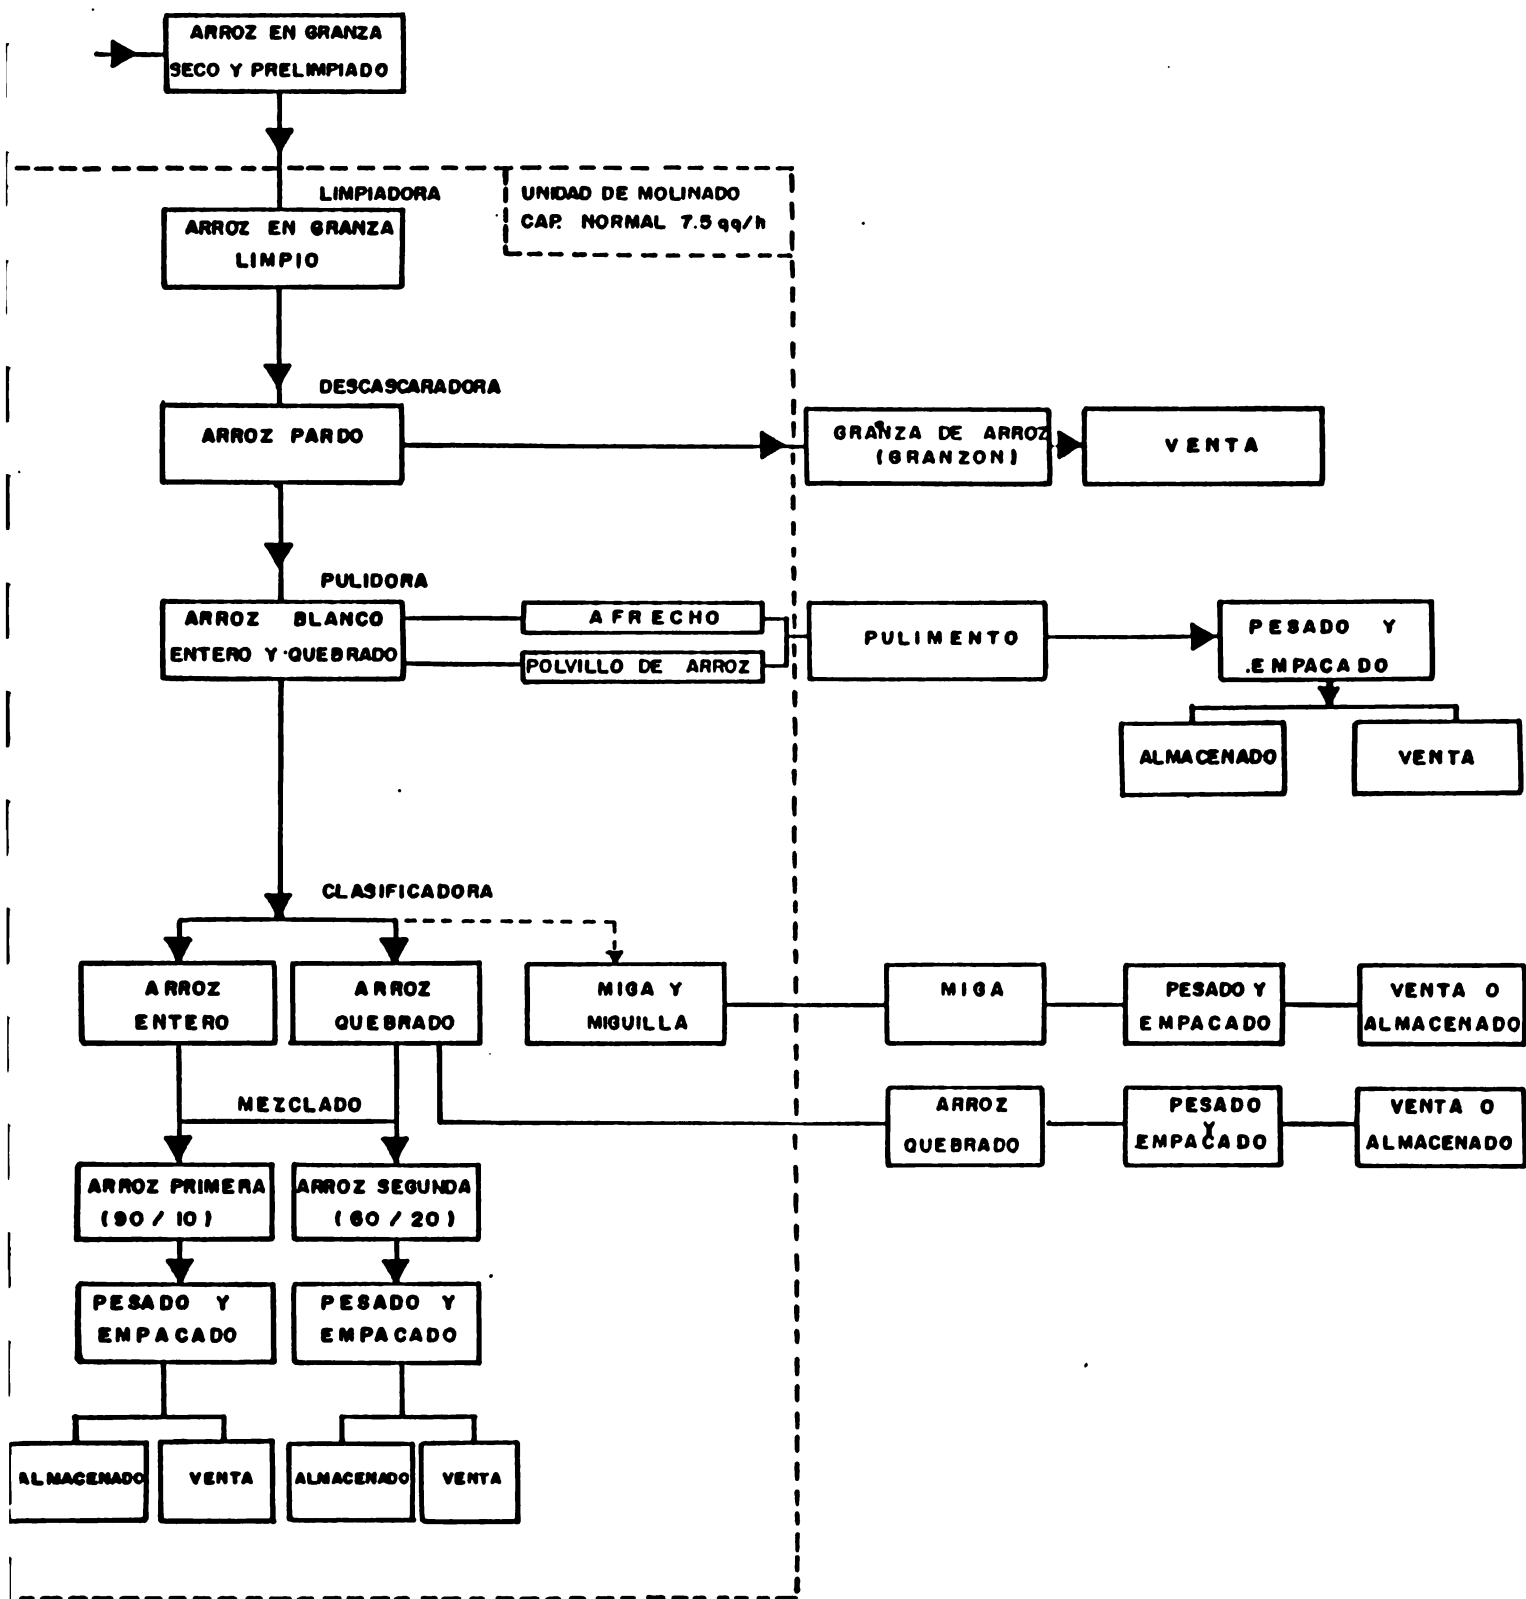 ARROZ EN GRANZA
SECO Y PRELIMPIADO
LIMPIADORA
UNIDAD DE MOLINADO
CAP. NORMAL 7.5 qq/h
ARROZ EN GRANZA
LIMPIO
DESCASCARADORA
ARROZ PARDO
GRANZA DE ARROZ
(GRANZON)
VENTA
PULIDORA
ARROZ BLANCO
ENTERO Y QUEBRADO
AFRECHO
POLVILLO DE ARROZ
PULIMENTO
PESADO Y
EMPACADO
ALMACENADO
VENTA
CLASIFICADORA
ARROZ
ENTERO
ARROZ
QUEBRADO
MIGA Y
MIGUILLA
MIGA
PESADO Y
EMPACADO
VENTA O
ALMACENADO
MEZCLADO
ARROZ
QUEBRADO
PESADO
Y
EMPACADO
VENTA O
ALMACENADO
ARROZ PRIMERA
(90 / 10)
ARROZ SEGUNDA
(60 / 20)
PESADO Y
EMPACADO
PESADO Y
EMPACADO
ALMACENADO
VENTA
ALMACENADO
VENTA